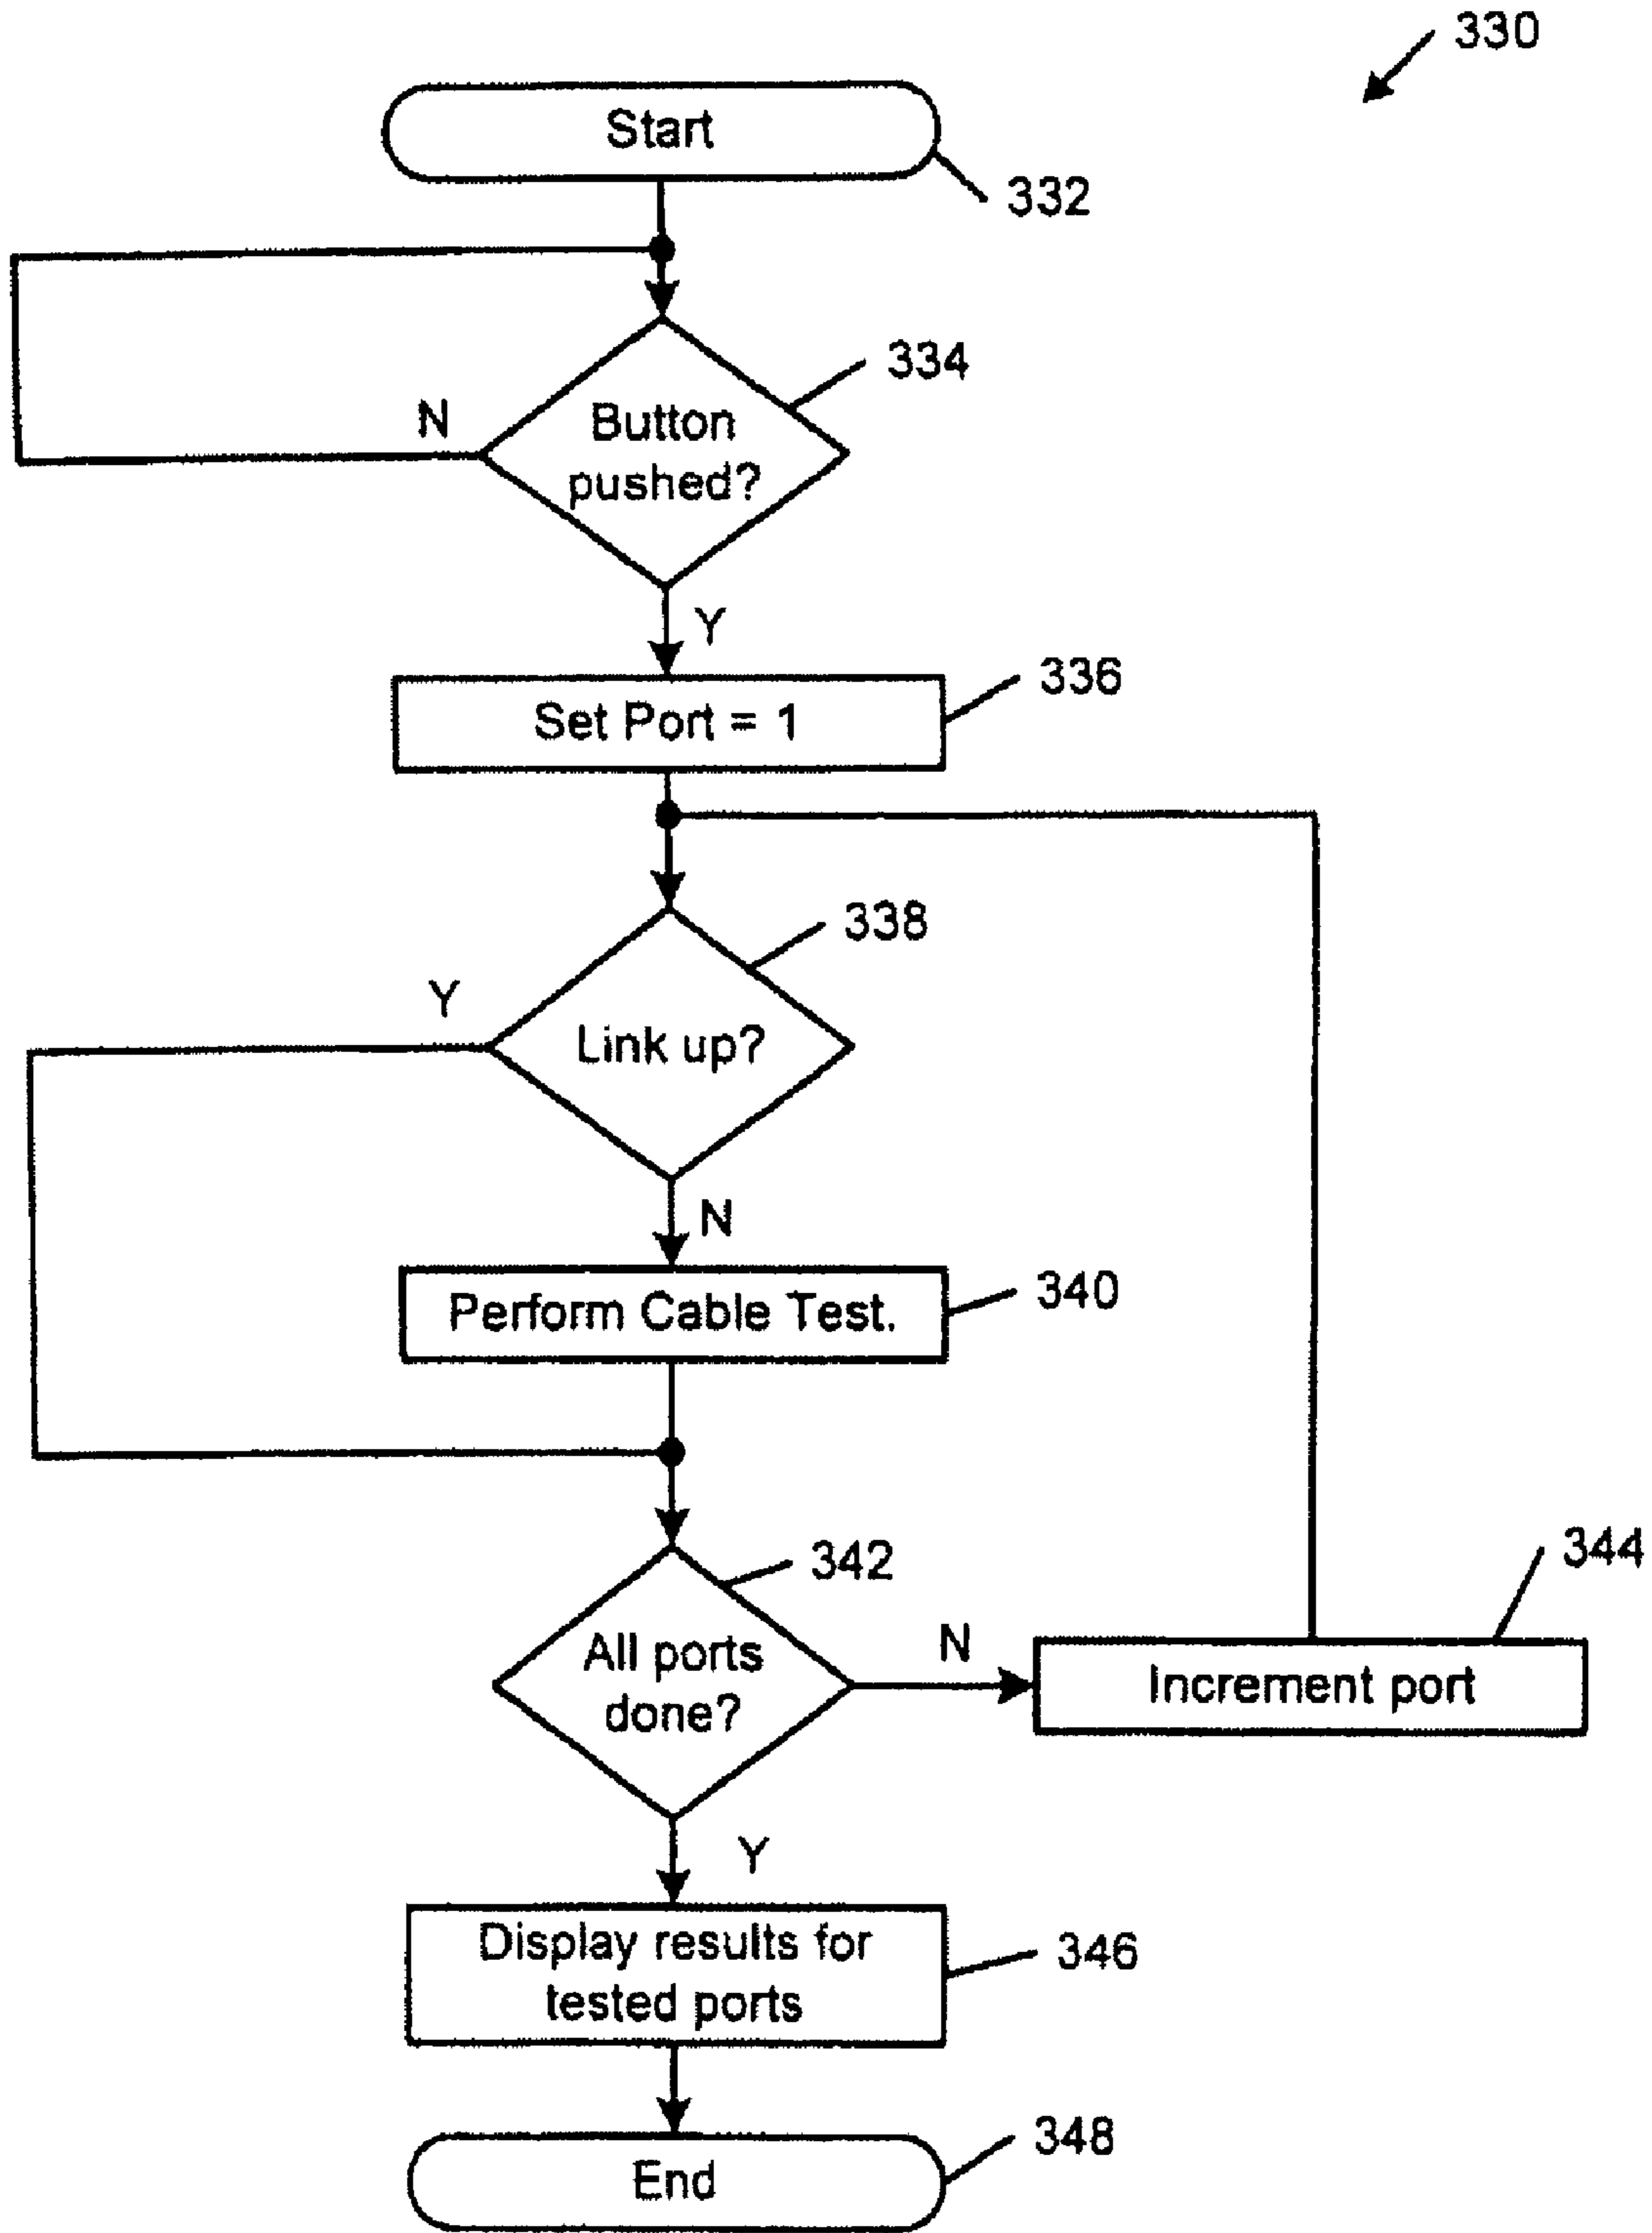 330
Start
332
334
N
Button
pushed?
Y
336
Set Port = 1
338
Y
Link up?
N
340
Perform Cable Test.
342
344
All ports
done?
N
Increment port
Y
Display results for
tested ports
346
348
End